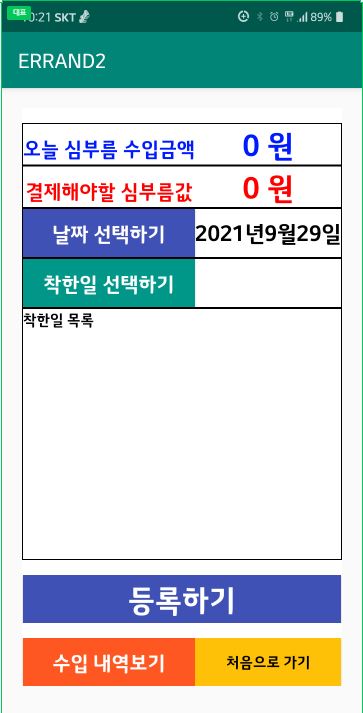 대표
10:21 SKT 89%
ERRAND2
오늘 심부름 수입금액 0 원
결제해야할 심부름값 0 원
날짜 선택하기 2021년9월29일
착한일 선택하기
착한일 목록
등록하기
수입 내역보기 처음으로 가기